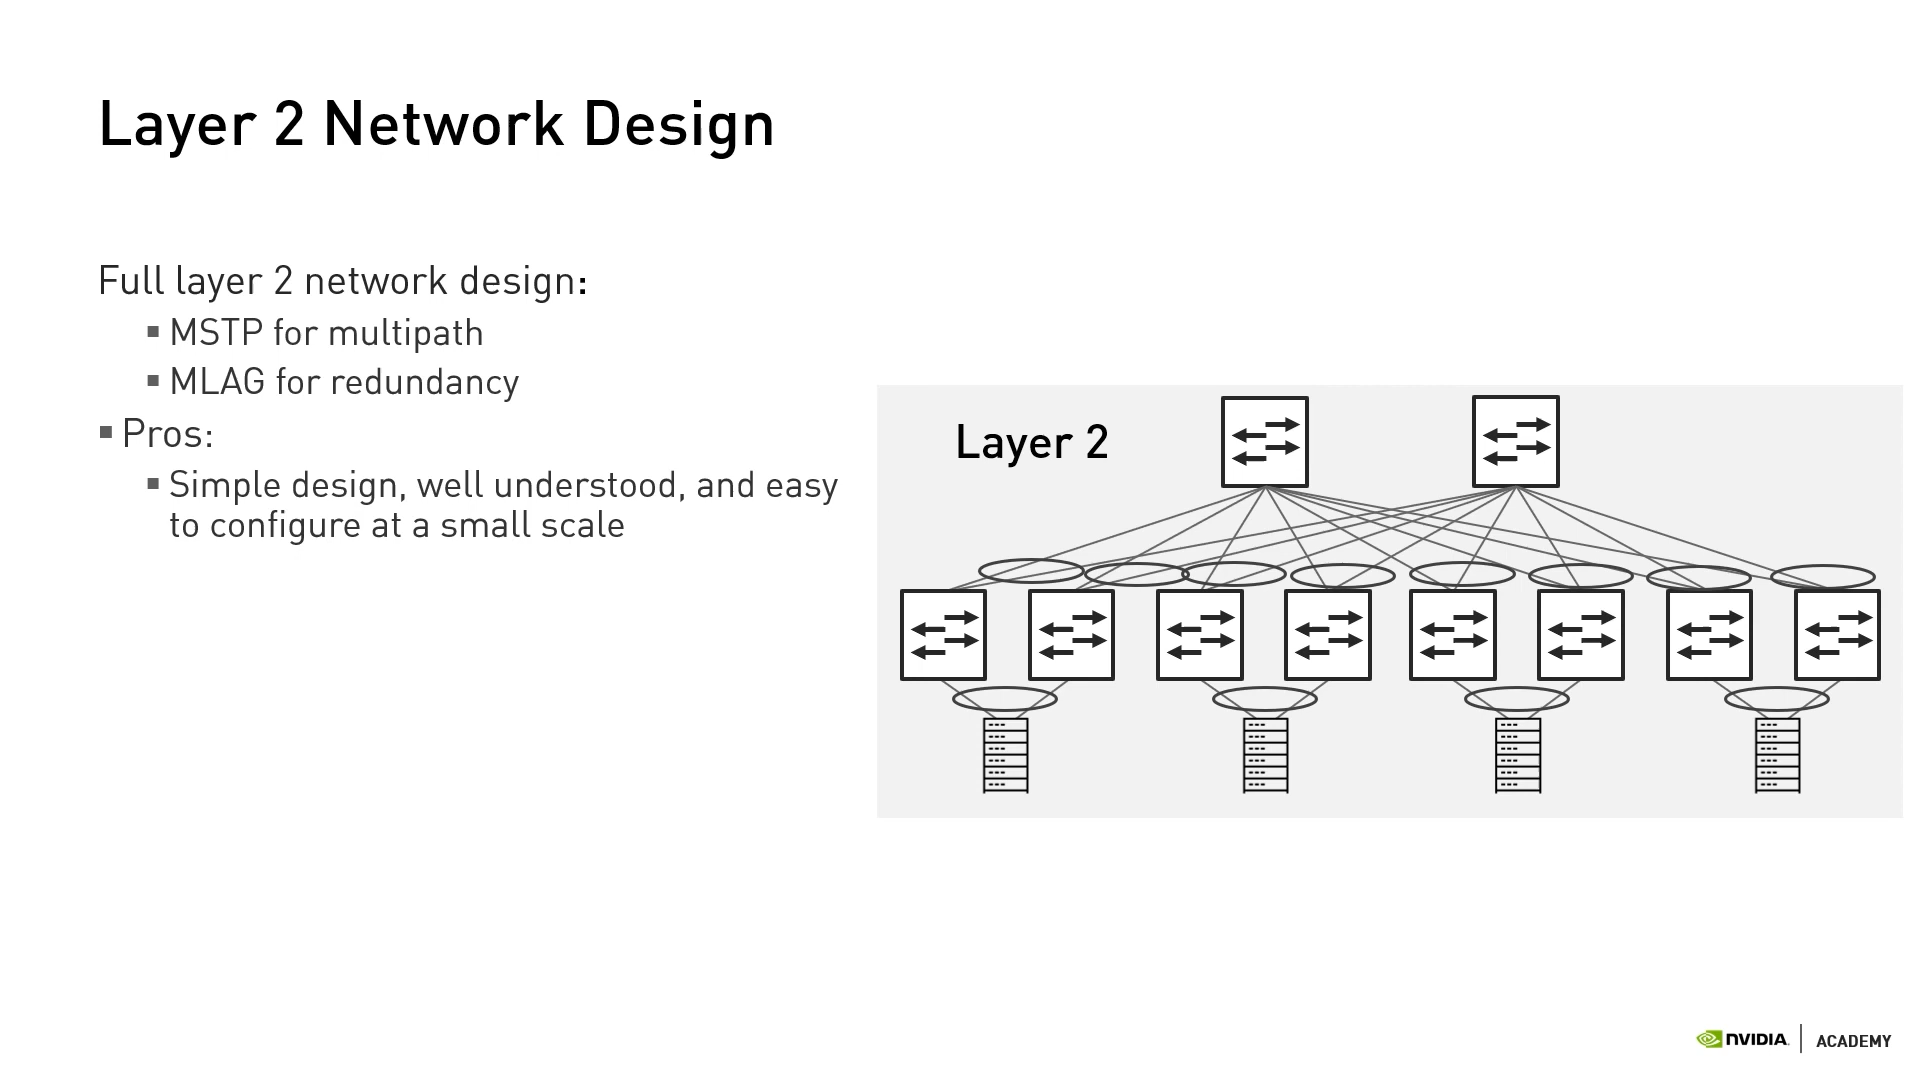 Layer 2 Network Design
Full layer 2 network design:
▪ MSTP for multipath
▪ MLAG for redundancy
▪ Pros:
▪ Simple design, well understood, and easy
to configure at a small scale
Layer 2
NVIDIA. | ACADEMY